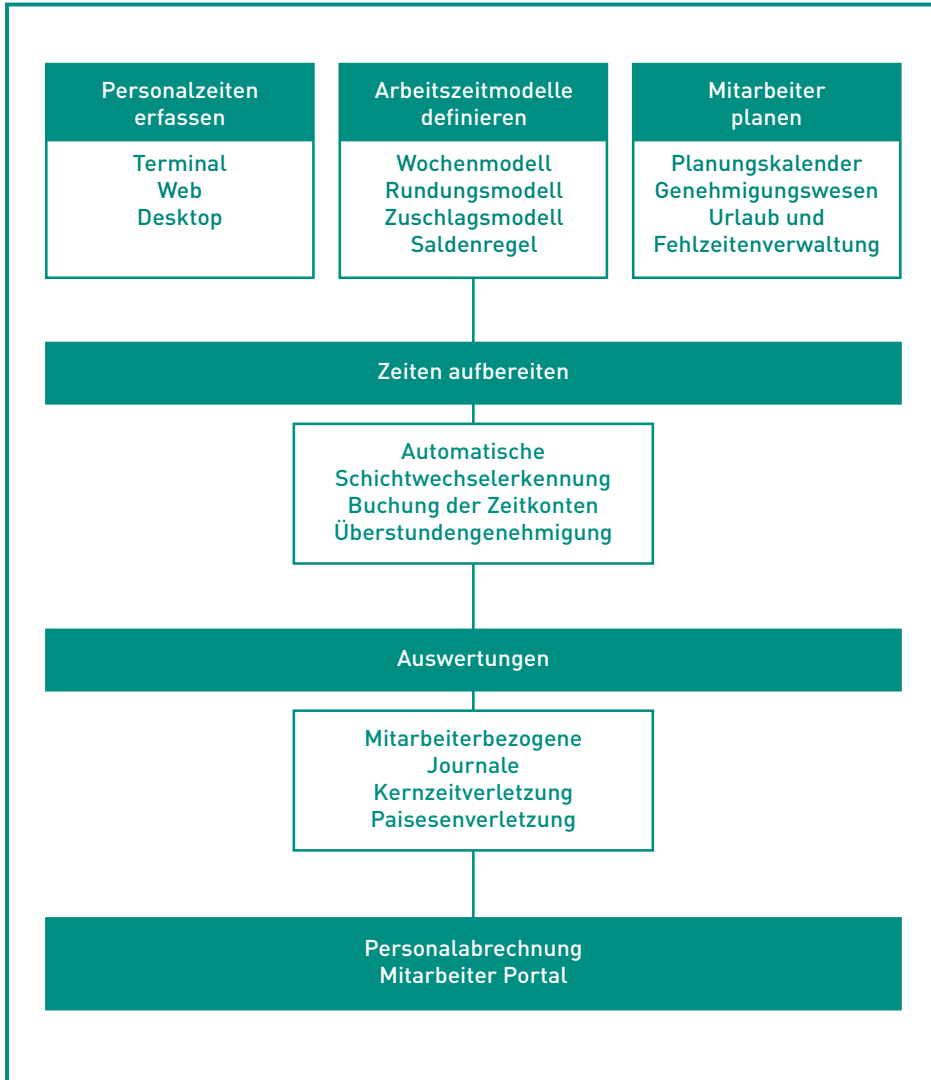 Personalzeiten
erfassen
Terminal
Web
Desktop
Arbeitszeitmodelle
definieren
Wochenmodell
Rundungsmodell
Zuschlagsmodell
Saldenregel
Mitarbeiter
planen
Planungskalender
Genehmigungswesen
Urlaub und
Fehlzeitenverwaltung
Zeiten aufbereiten
Automatische
Schichtwechselerkennung
Buchung der Zeitkonten
Überstundengenehmigung
Auswertungen
Mitarbeiterbezogene
Journale
Kernzeitverletzung
Paisesenverletzung
Personalabrechnung
Mitarbeiter Portal